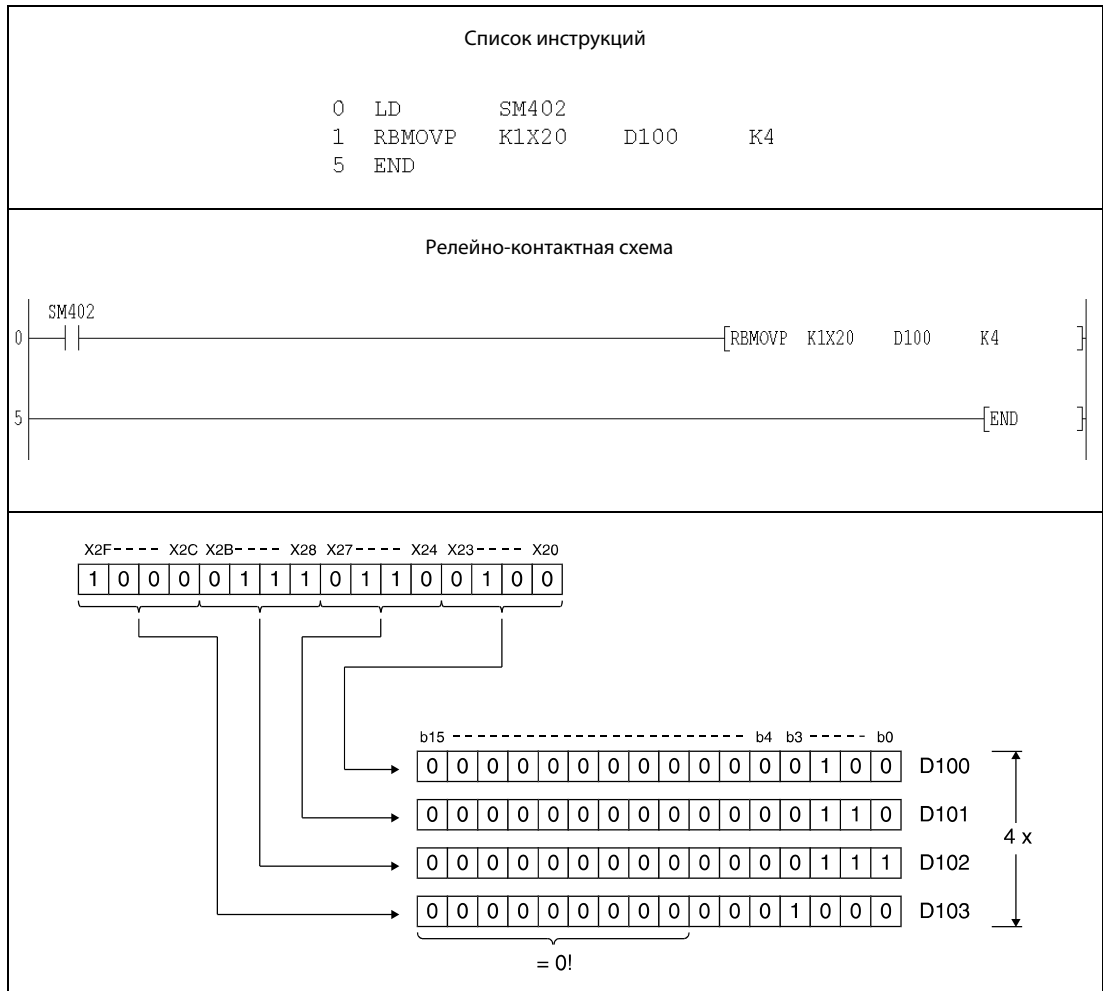 Список инструкций
0 LD SM402
1 RBMOVP K1X20 D100 K4
5 END
Релейно-контактная схема
SM402
0 [RBMOVP K1X20 D100 K4 ]
5 [END ]
X2F----- X2C X2B----- X28 X27----- X24 X23----- X20
1 0 0 0 0 1 1 1 0 1 1 0 0 1 0 0
b15 ---------------------------- b4 b3 ----- b0
0 0 0 0 0 0 0 0 0 0 0 0 0 1 0 0 D100
0 0 0 0 0 0 0 0 0 0 0 0 0 1 1 0 D101
4 x
0 0 0 0 0 0 0 0 0 0 0 0 0 1 1 1 D102
0 0 0 0 0 0 0 0 0 0 0 0 1 0 0 0 D103
= 0!